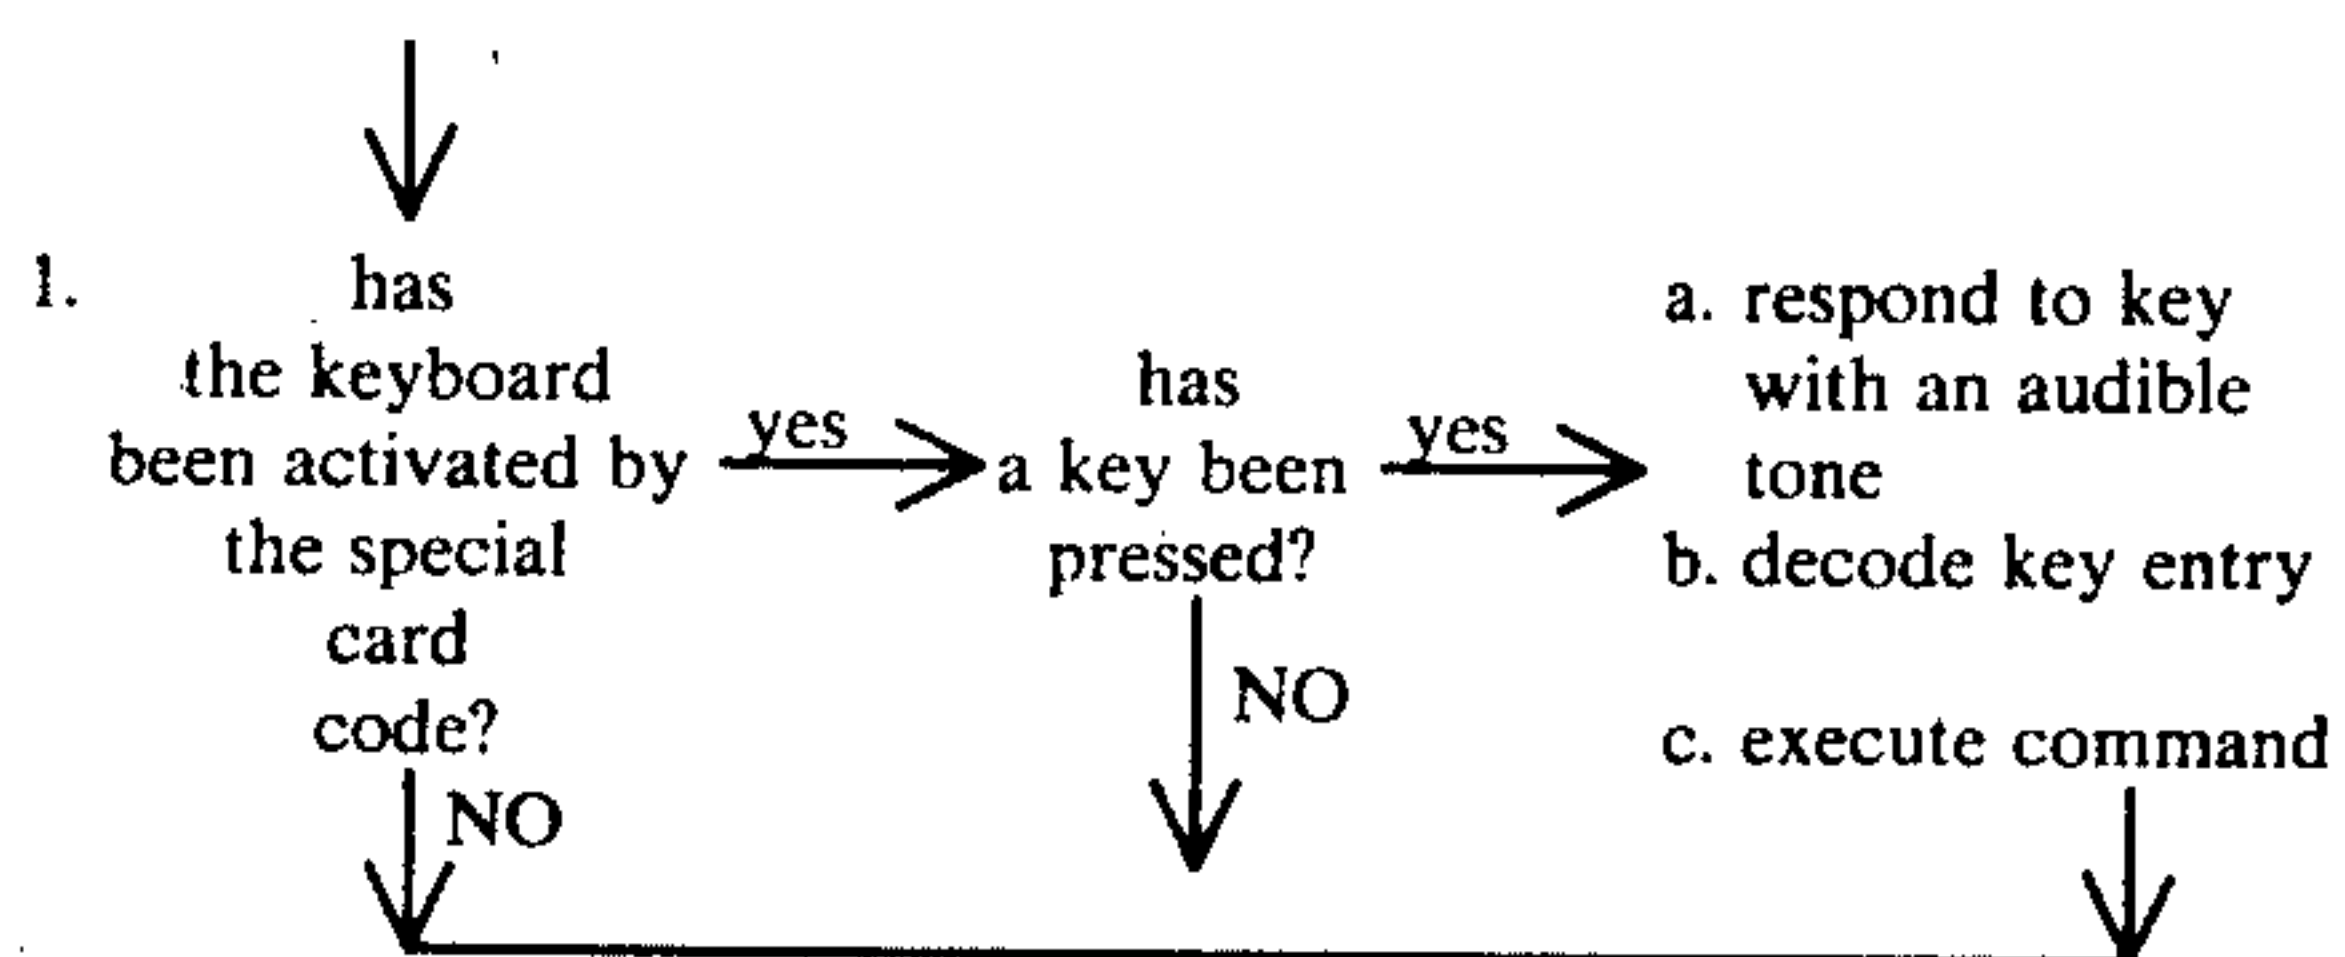 1. has
the keyboard
been activated by
the special
card
code?
yes
NO
has
a key been
pressed?
yes
NO
a. respond to key
with an audible
tone
b. decode key entry
c. execute command